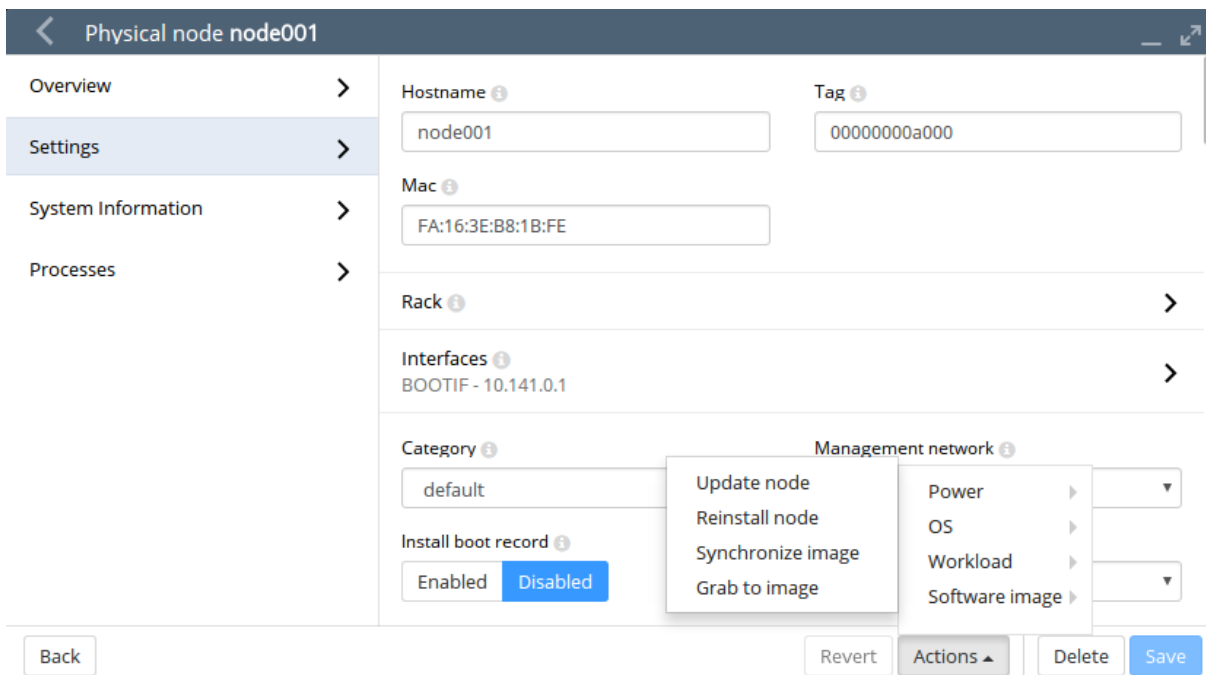 Physical node node001
Overview
Settings
System Information
Processes
Hostname
Tag
node001
00000000a000
Mac
FA:16:3E:B8:1B:FE
Rack
Interfaces
BOOTIF - 10.141.0.1
Category
Management network
default
Install boot record
Enabled
Disabled
Update node
Reinstall node
Synchronize image
Grab to image
Power
OS
Workload
Software image
Back
Revert
Actions
Delete
Save